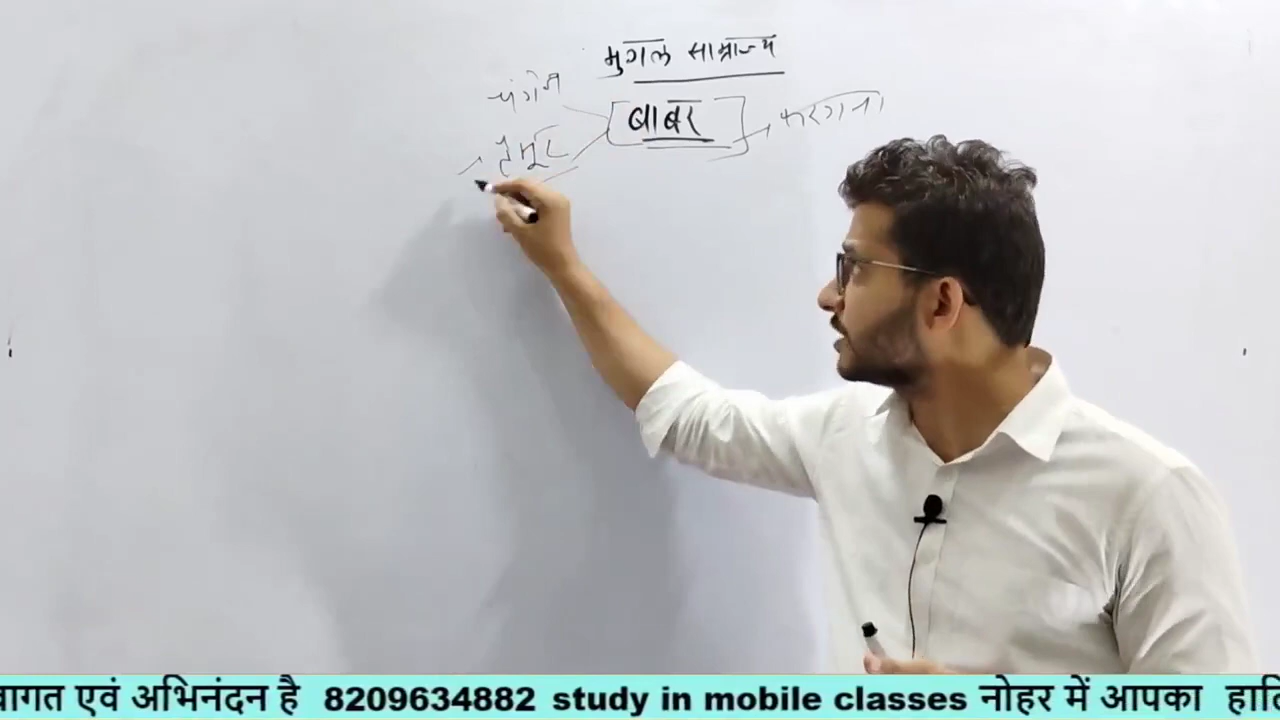 मुगल साम्राज्य
चंगेज
बाबर
फरगना
तैमूर
वागत एवं अभिनंदन है 8209634882 study in mobile classes नोहर में आपका हार्दि